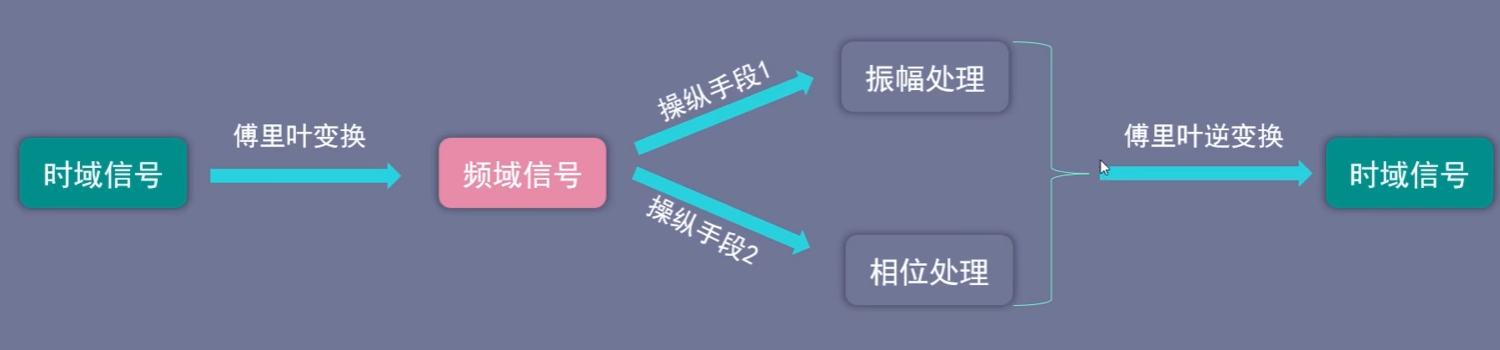 时域信号
傅里叶变换
频域信号
操纵手段1
振幅处理
操纵手段2
相位处理
傅里叶逆变换
时域信号